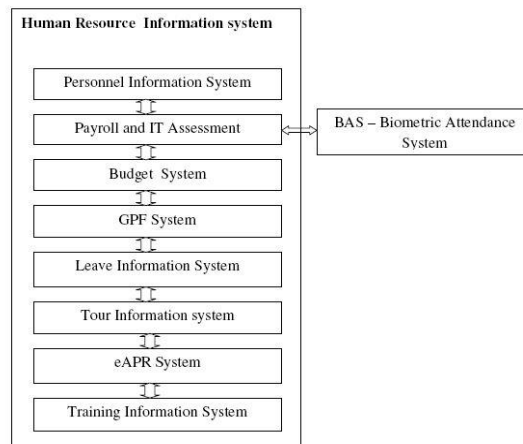 Human Resource Information system
Personnel Information System
Payroll and IT Assessment
BAS – Biometric Attendance
System
Budget System
GPF System
Leave Information System
Tour Information system
eAPR System
Training Information System